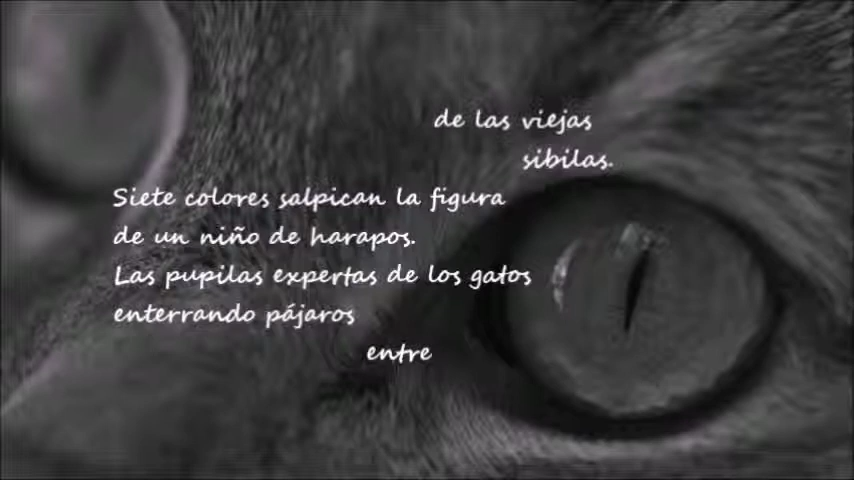 de las viejas
sibilas.
Siete colores salpican la figura
de un niño de harapos.
Las pupilas expertas de los gatos
enterrando pájaros
entre